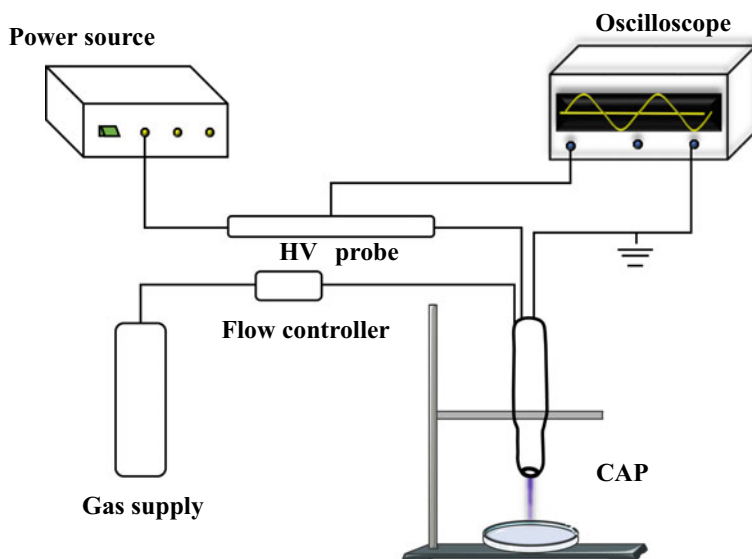 Oscilloscope
Power source
HV probe
Flow controller
CAP
Gas supply